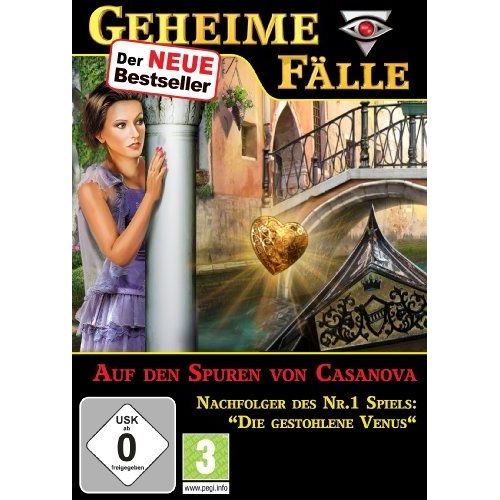 GEHEIME
FÄLLE
Der NEUE
Bestseller
AUF DEN SPUREN VON CASANOVA
NACHFOLGER DES NR.1 SPIELS:
"DIE GESTOHLENE VENUS"
USK
ab
0
freigegeben
3
www.pegi.info